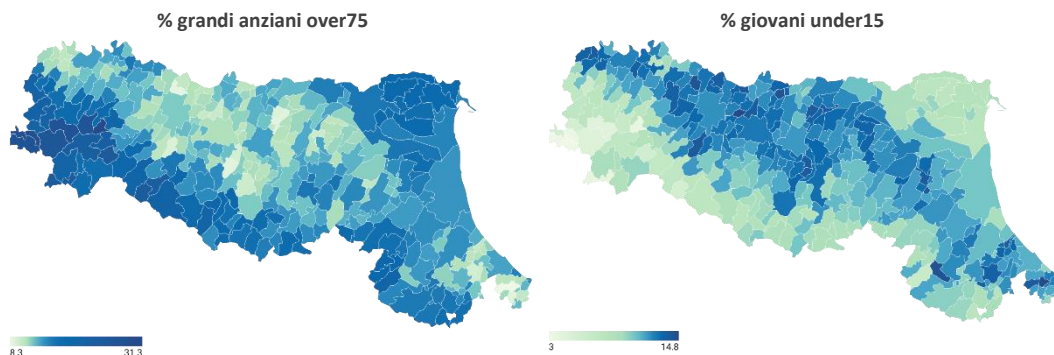 % grandi anziani over75
% giovani under15
8.3
31.3
3
14.8